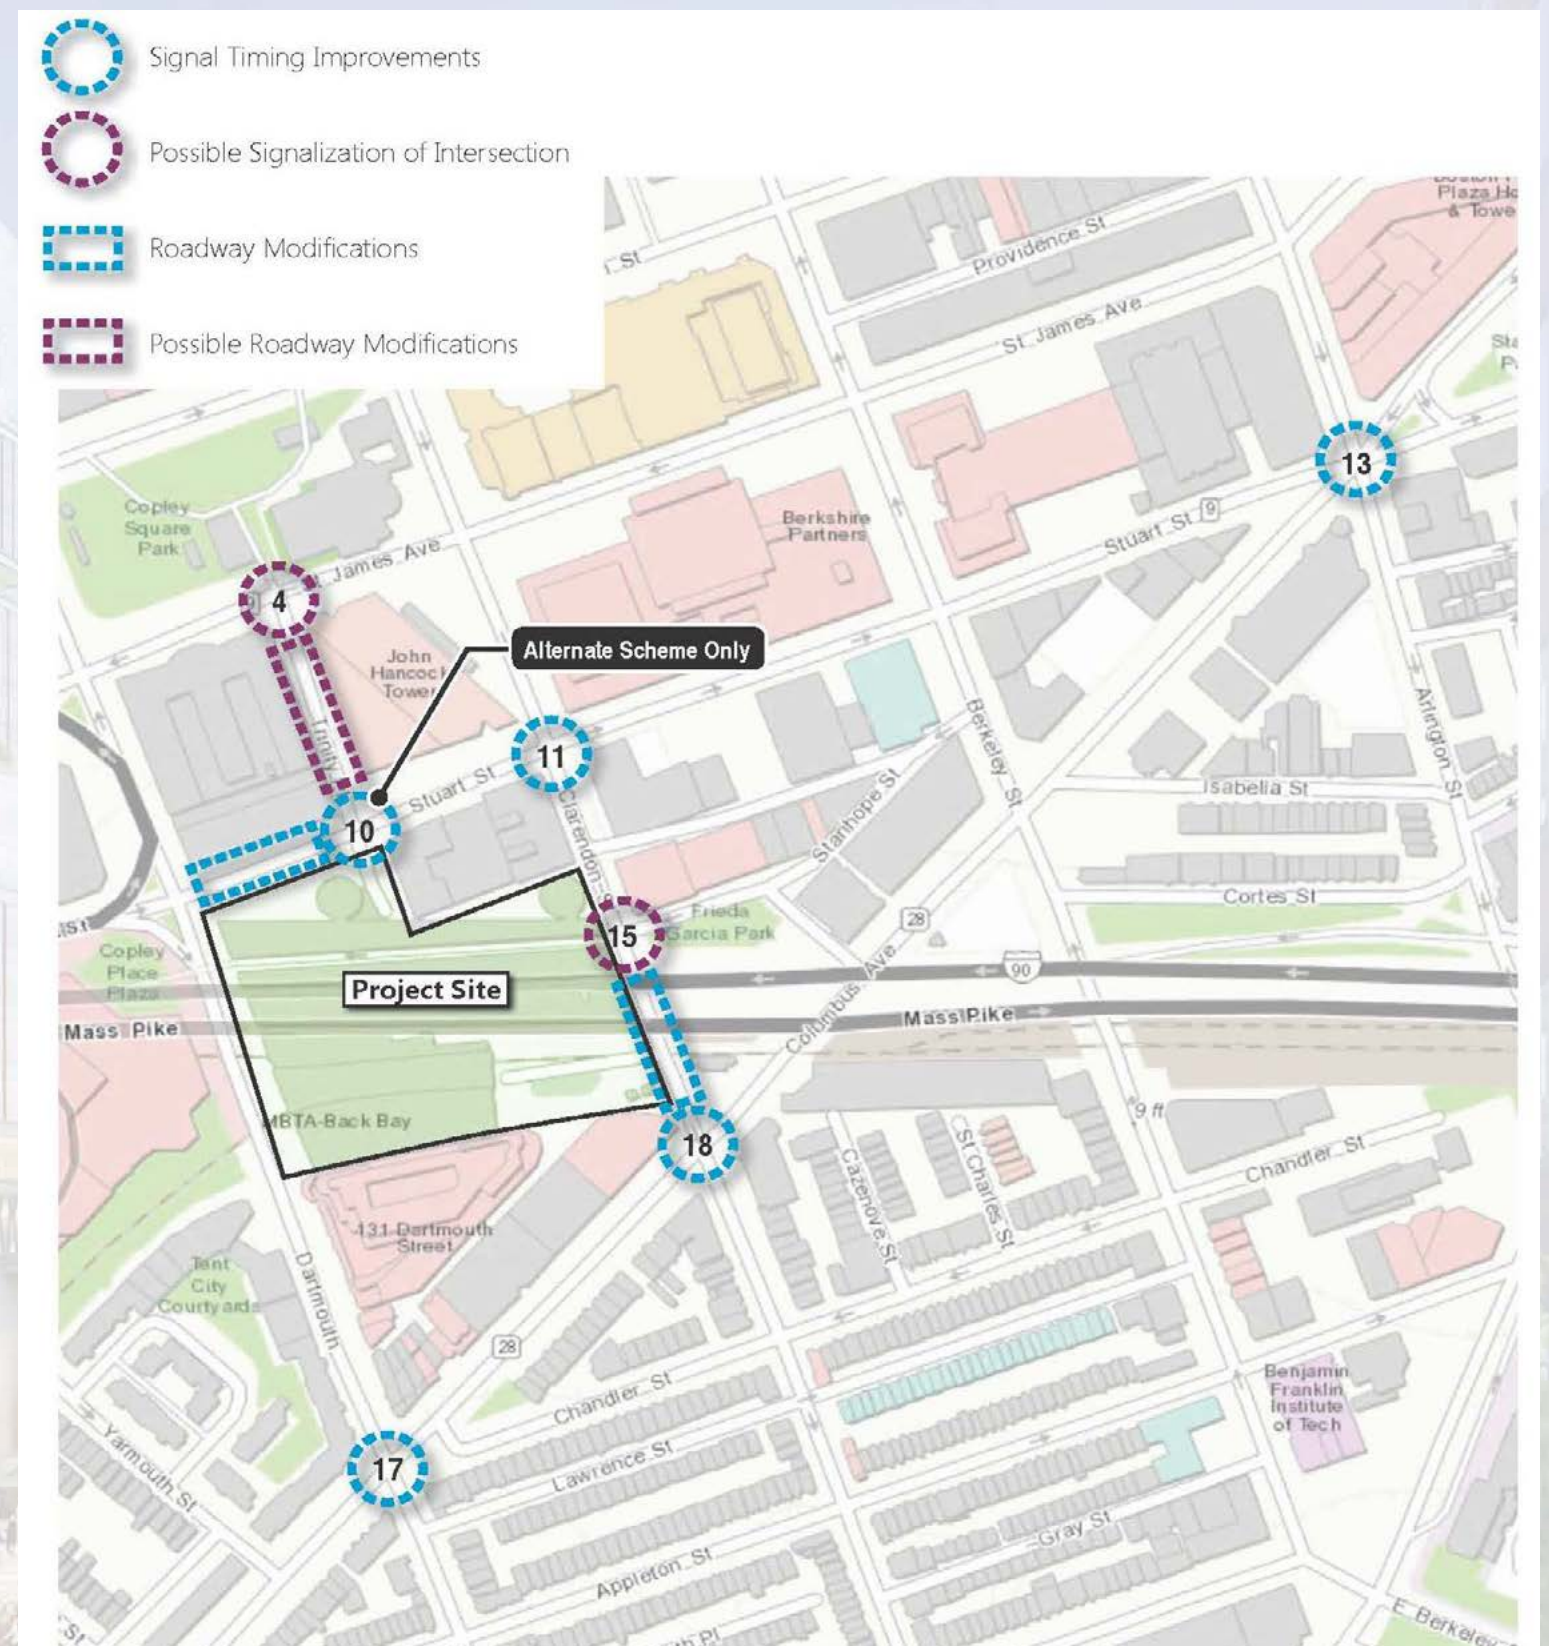 Signal Timing Improvements
Possible Signalization of Intersection
Roadway Modifications
Possible Roadway Modifications
Plaza
Providence St
St
St James Ave
13
Stuart St 9
Copley
Square
Park
Berkshire
Partners
James Ave
4
John
Hancock
Tower
Alternate Scheme Only
Trinity
11
Stuart St
10
Clarendon
Berkeley St
Arlington St
Isabella St
Stanhope St
Cortes St
15
Frieda
Garcia Park
28
Copley
Place
Plaza
Project Site
90
Columbus Ave
Mass Pike
Mass Pike
MBTA-Back Bay
18
9 ft
Chandler St
Cazenove St
St Charles St
131 Dartmouth
Street
Tent
City
Courtyards
Dartmouth
28
Chandler St
Benjamin
Franklin
Institute
of Tech
17
Lawrence St
Yarmouth St
Gray St
Appleton St
E Berkeley
St
Pl